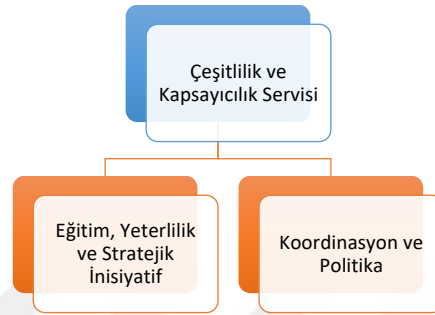 Çeşitlilik ve
Kapsayıcılık Servisi
Eğitim, Yeterlilik
ve Stratejik
İnisiyatif
Koordinasyon ve
Politika